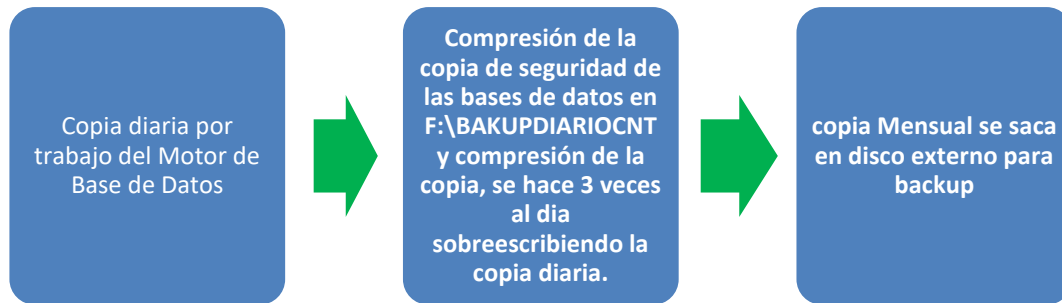 Copia diaria por
trabajo del Motor de
Base de Datos
Compresión de la
copia de seguridad de
las bases de datos en
F:\BAKUPDIARIOCNT
y compresión de la
copia, se hace 3 veces
al dia
sobreescribiendo la
copia diaria.
copia Mensual se saca
en disco externo para
backup